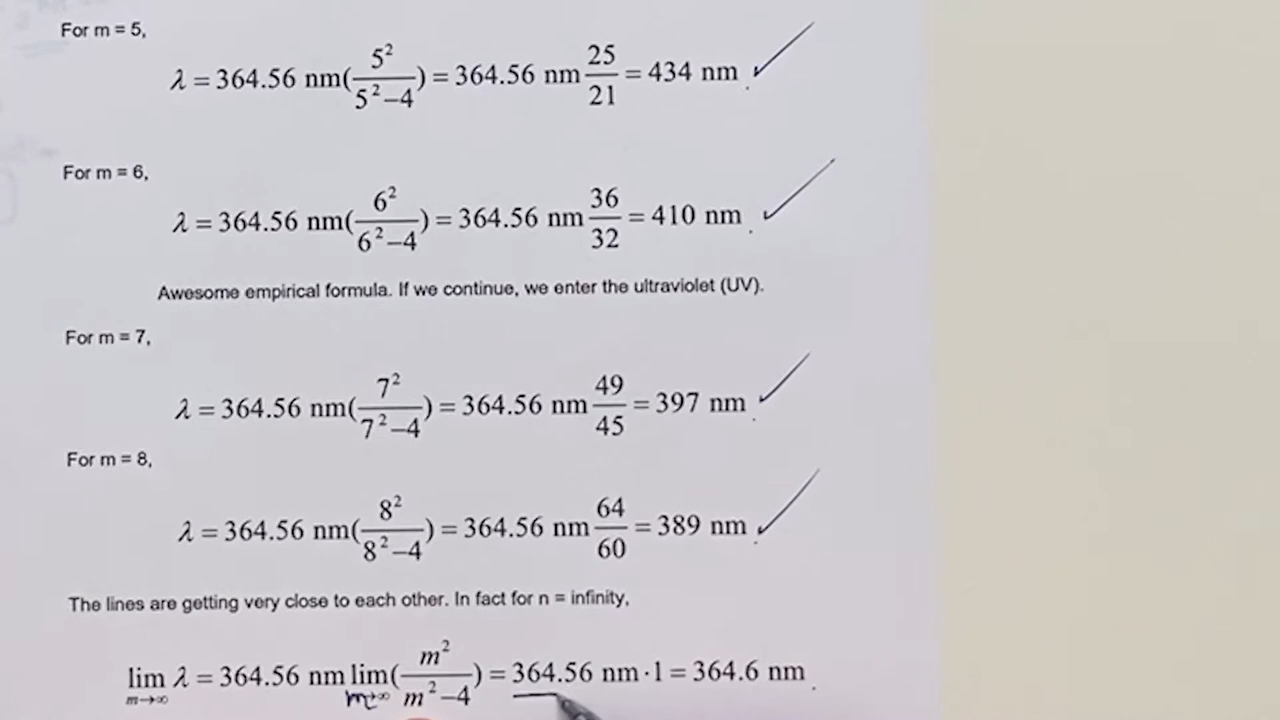 For m = 5,
λ = 364.56 nm(5²/5²−4) = 364.56 nm 25/21 = 434 nm
For m = 6,
λ = 364.56 nm(6²/6²−4) = 364.56 nm 36/32 = 410 nm
Awesome empirical formula. If we continue, we enter the ultraviolet (UV).
For m = 7,
λ = 364.56 nm(7²/7²−4) = 364.56 nm 49/45 = 397 nm
For m = 8,
λ = 364.56 nm(8²/8²−4) = 364.56 nm 64/60 = 389 nm
The lines are getting very close to each other. In fact for n = infinity,
lim m→∞ λ = 364.56 nm lim m→∞ (m²/m²−4) = 364.56 nm·1 = 364.6 nm